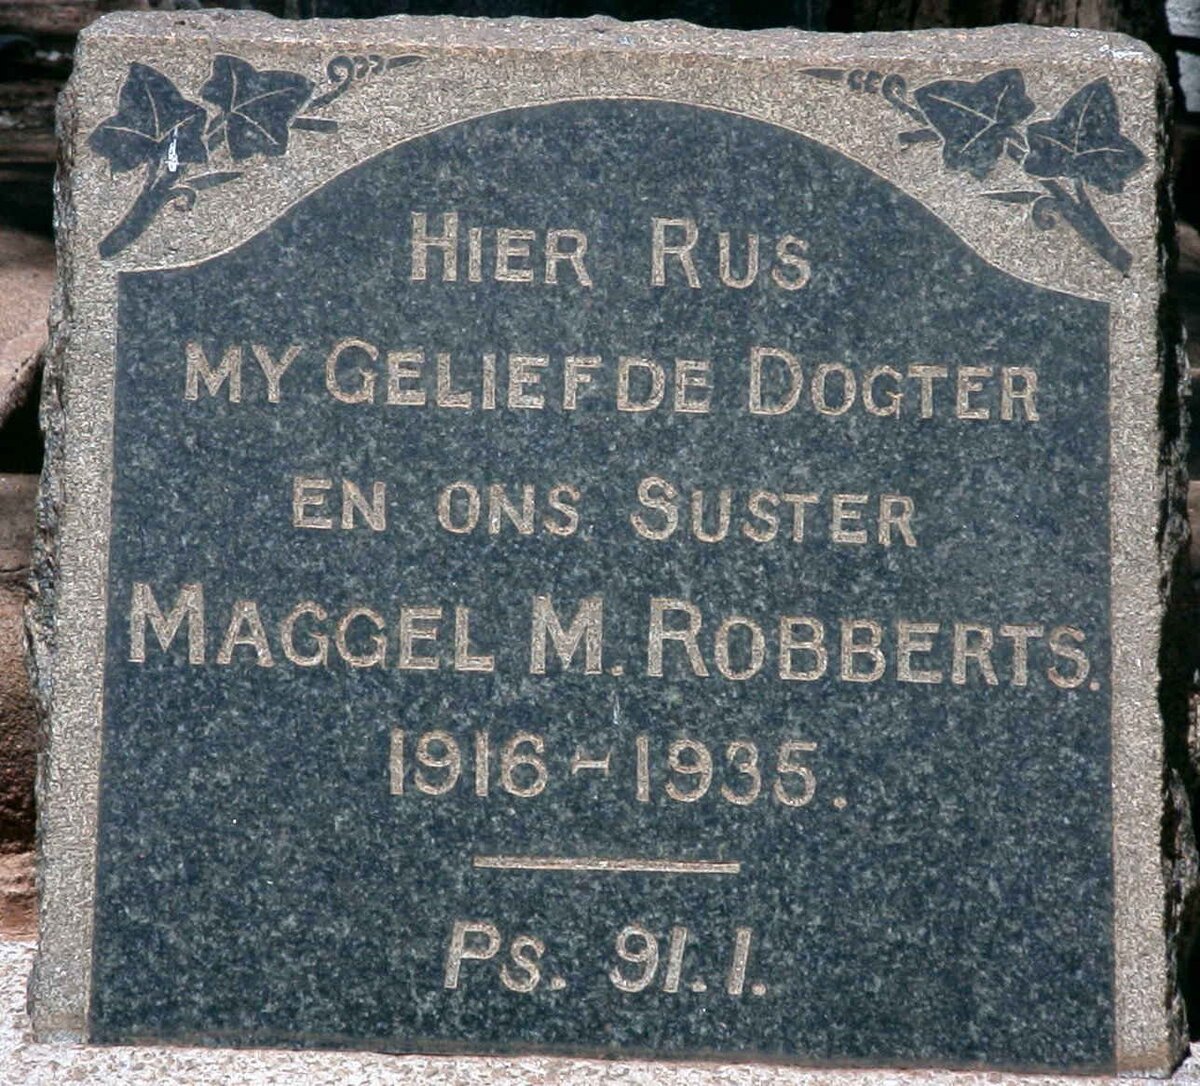 HIER RUS
MY GELIEFDE DOGTER
EN ONS SUSTER
MAGGEL M. ROBBERTS.
1916-1935.
PS. 91.1.